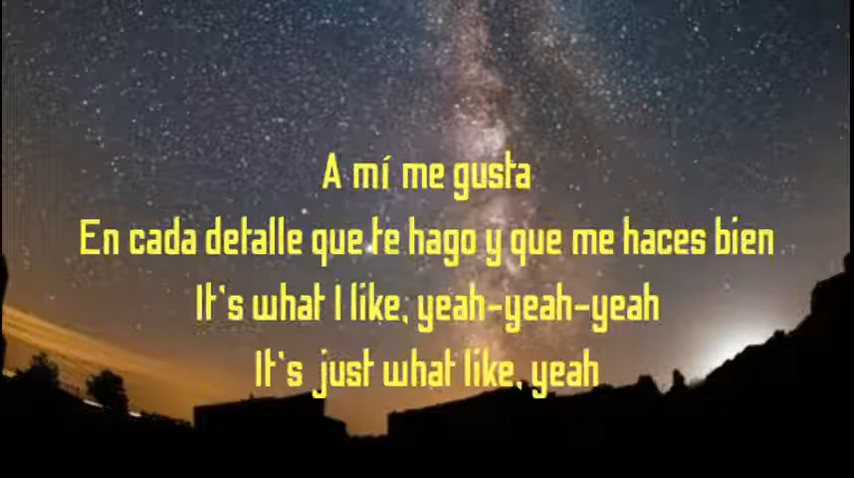 A mí me gusta
En cada detalle que te hago y que me haces bien
It's what I like, yeah-yeah-yeah
It's just what like, yeah